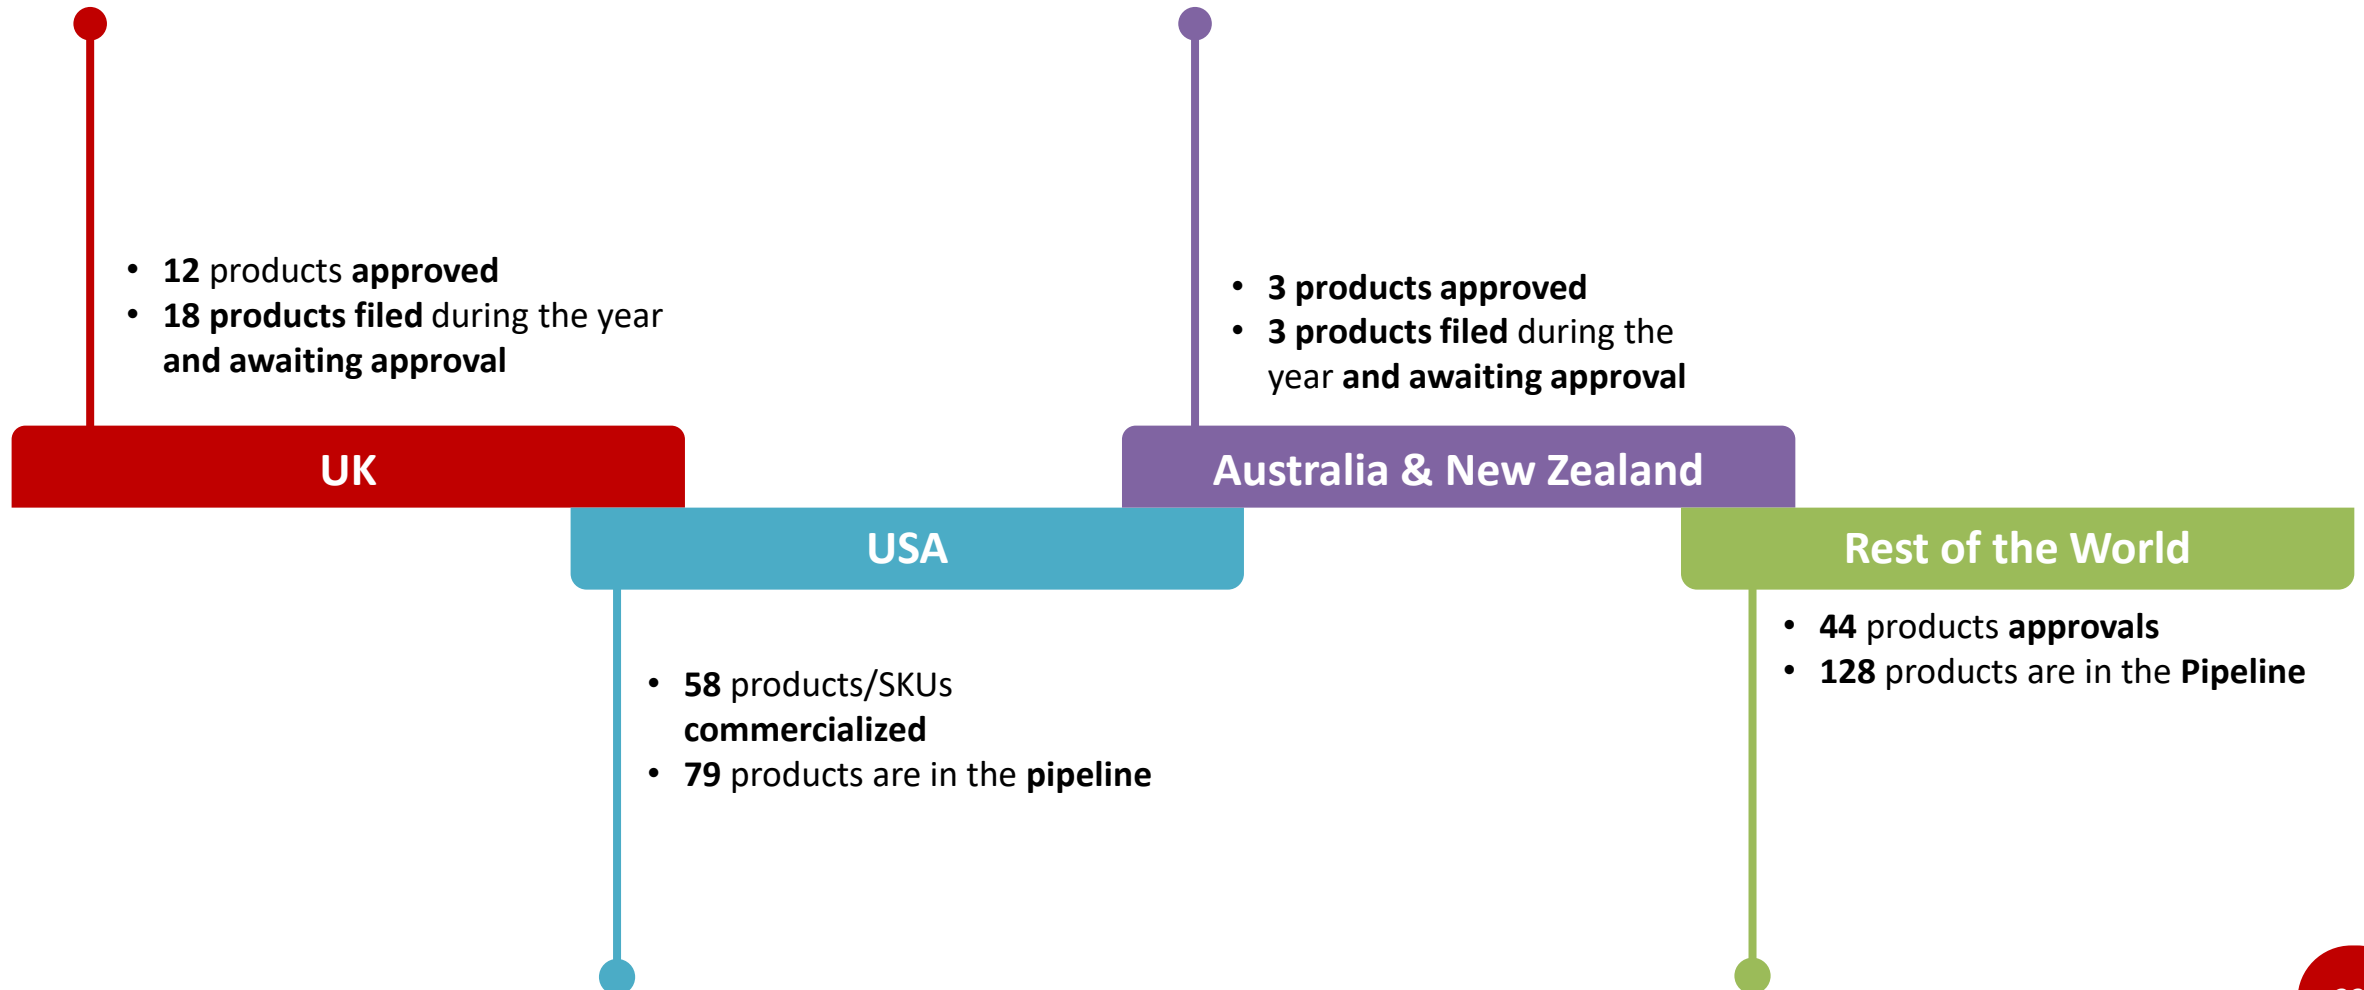 • 12 products approved
• 18 products filed during the year
and awaiting approval
UK
USA
• 58 products/SKUs
commercialized
• 79 products are in the pipeline
• 3 products approved
• 3 products filed during the
year and awaiting approval
Australia & New Zealand
Rest of the World
• 44 products approvals
• 128 products are in the Pipeline